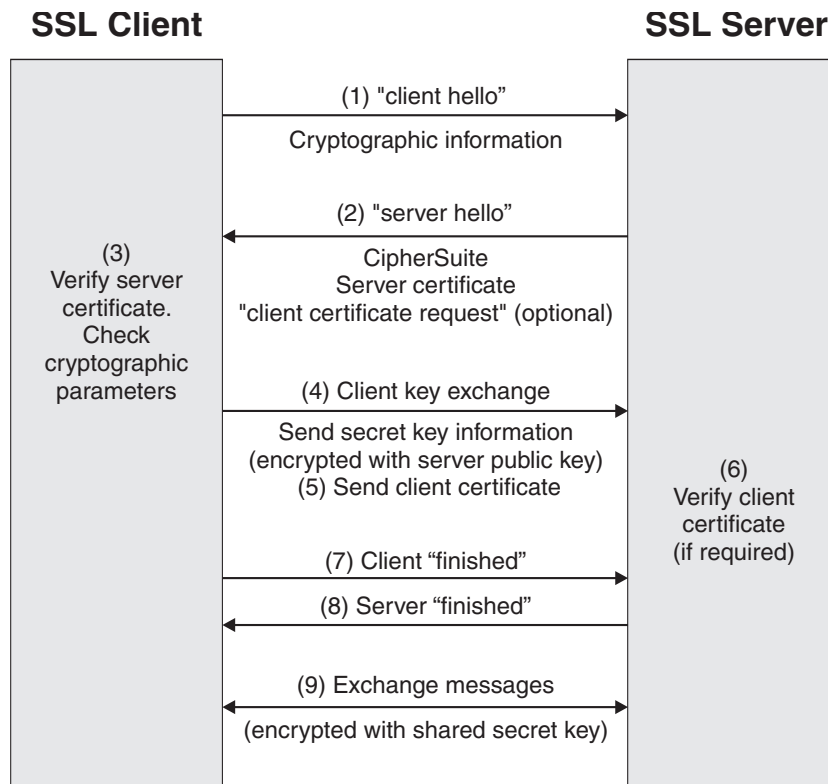 SSL Client
SSL Server
(1) "client hello”
Cryptographic information
(2) "server hello”
CipherSuite
Server certificate
"client certificate request" (optional)
(3)
Verify server
certificate.
Check
cryptographic
parameters
(4) Client key exchange
Send secret key information
(encrypted with server public key)
(5) Send client certificate
(6)
Verify client
certificate
(if required)
(7) Client “finished”
(8) Server “finished”
(9) Exchange messages
(encrypted with shared secret key)